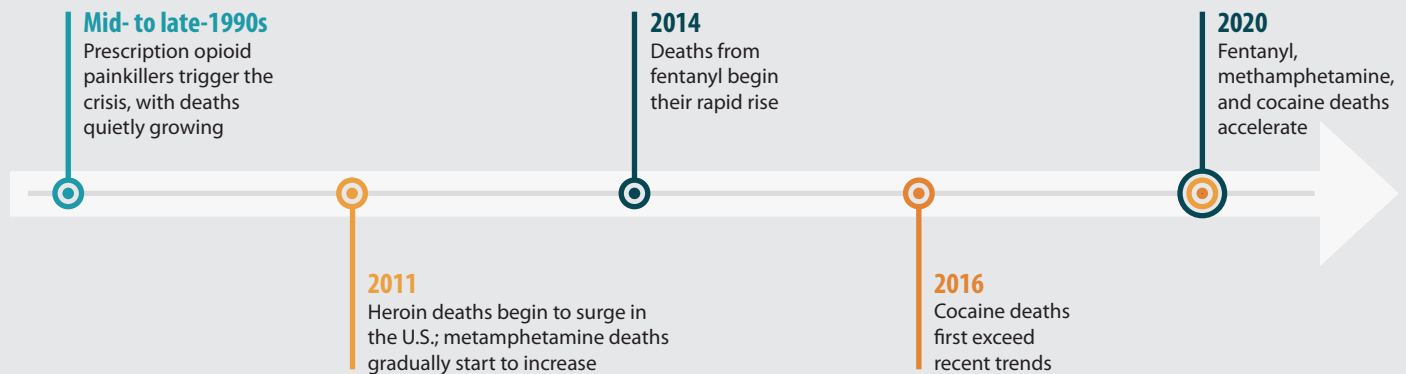 Mid- to late-1990s
Prescription opioid
painkillers trigger the
crisis, with deaths
quietly growing
2011
Heroin deaths begin to surge in
the U.S.; metamphetamine deaths
gradually start to increase
2014
Deaths from
fentanyl begin
their rapid rise
2016
Cocaine deaths
first exceed
recent trends
2020
Fentanyl,
methamphetamine,
and cocaine deaths
accelerate